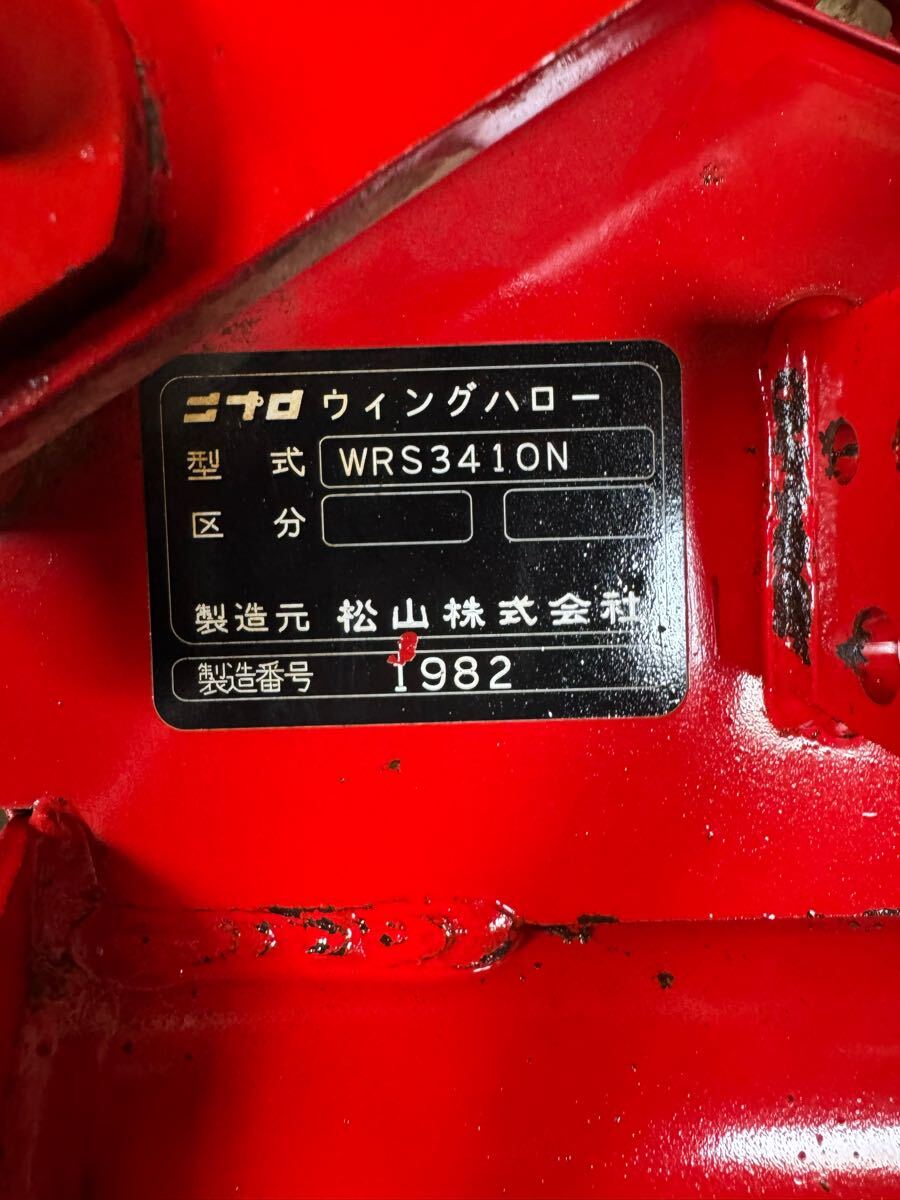 ニプロ ウィングハロー
型式 WRS3410N
区分
製造元 松山株式会社
製造番号 1982